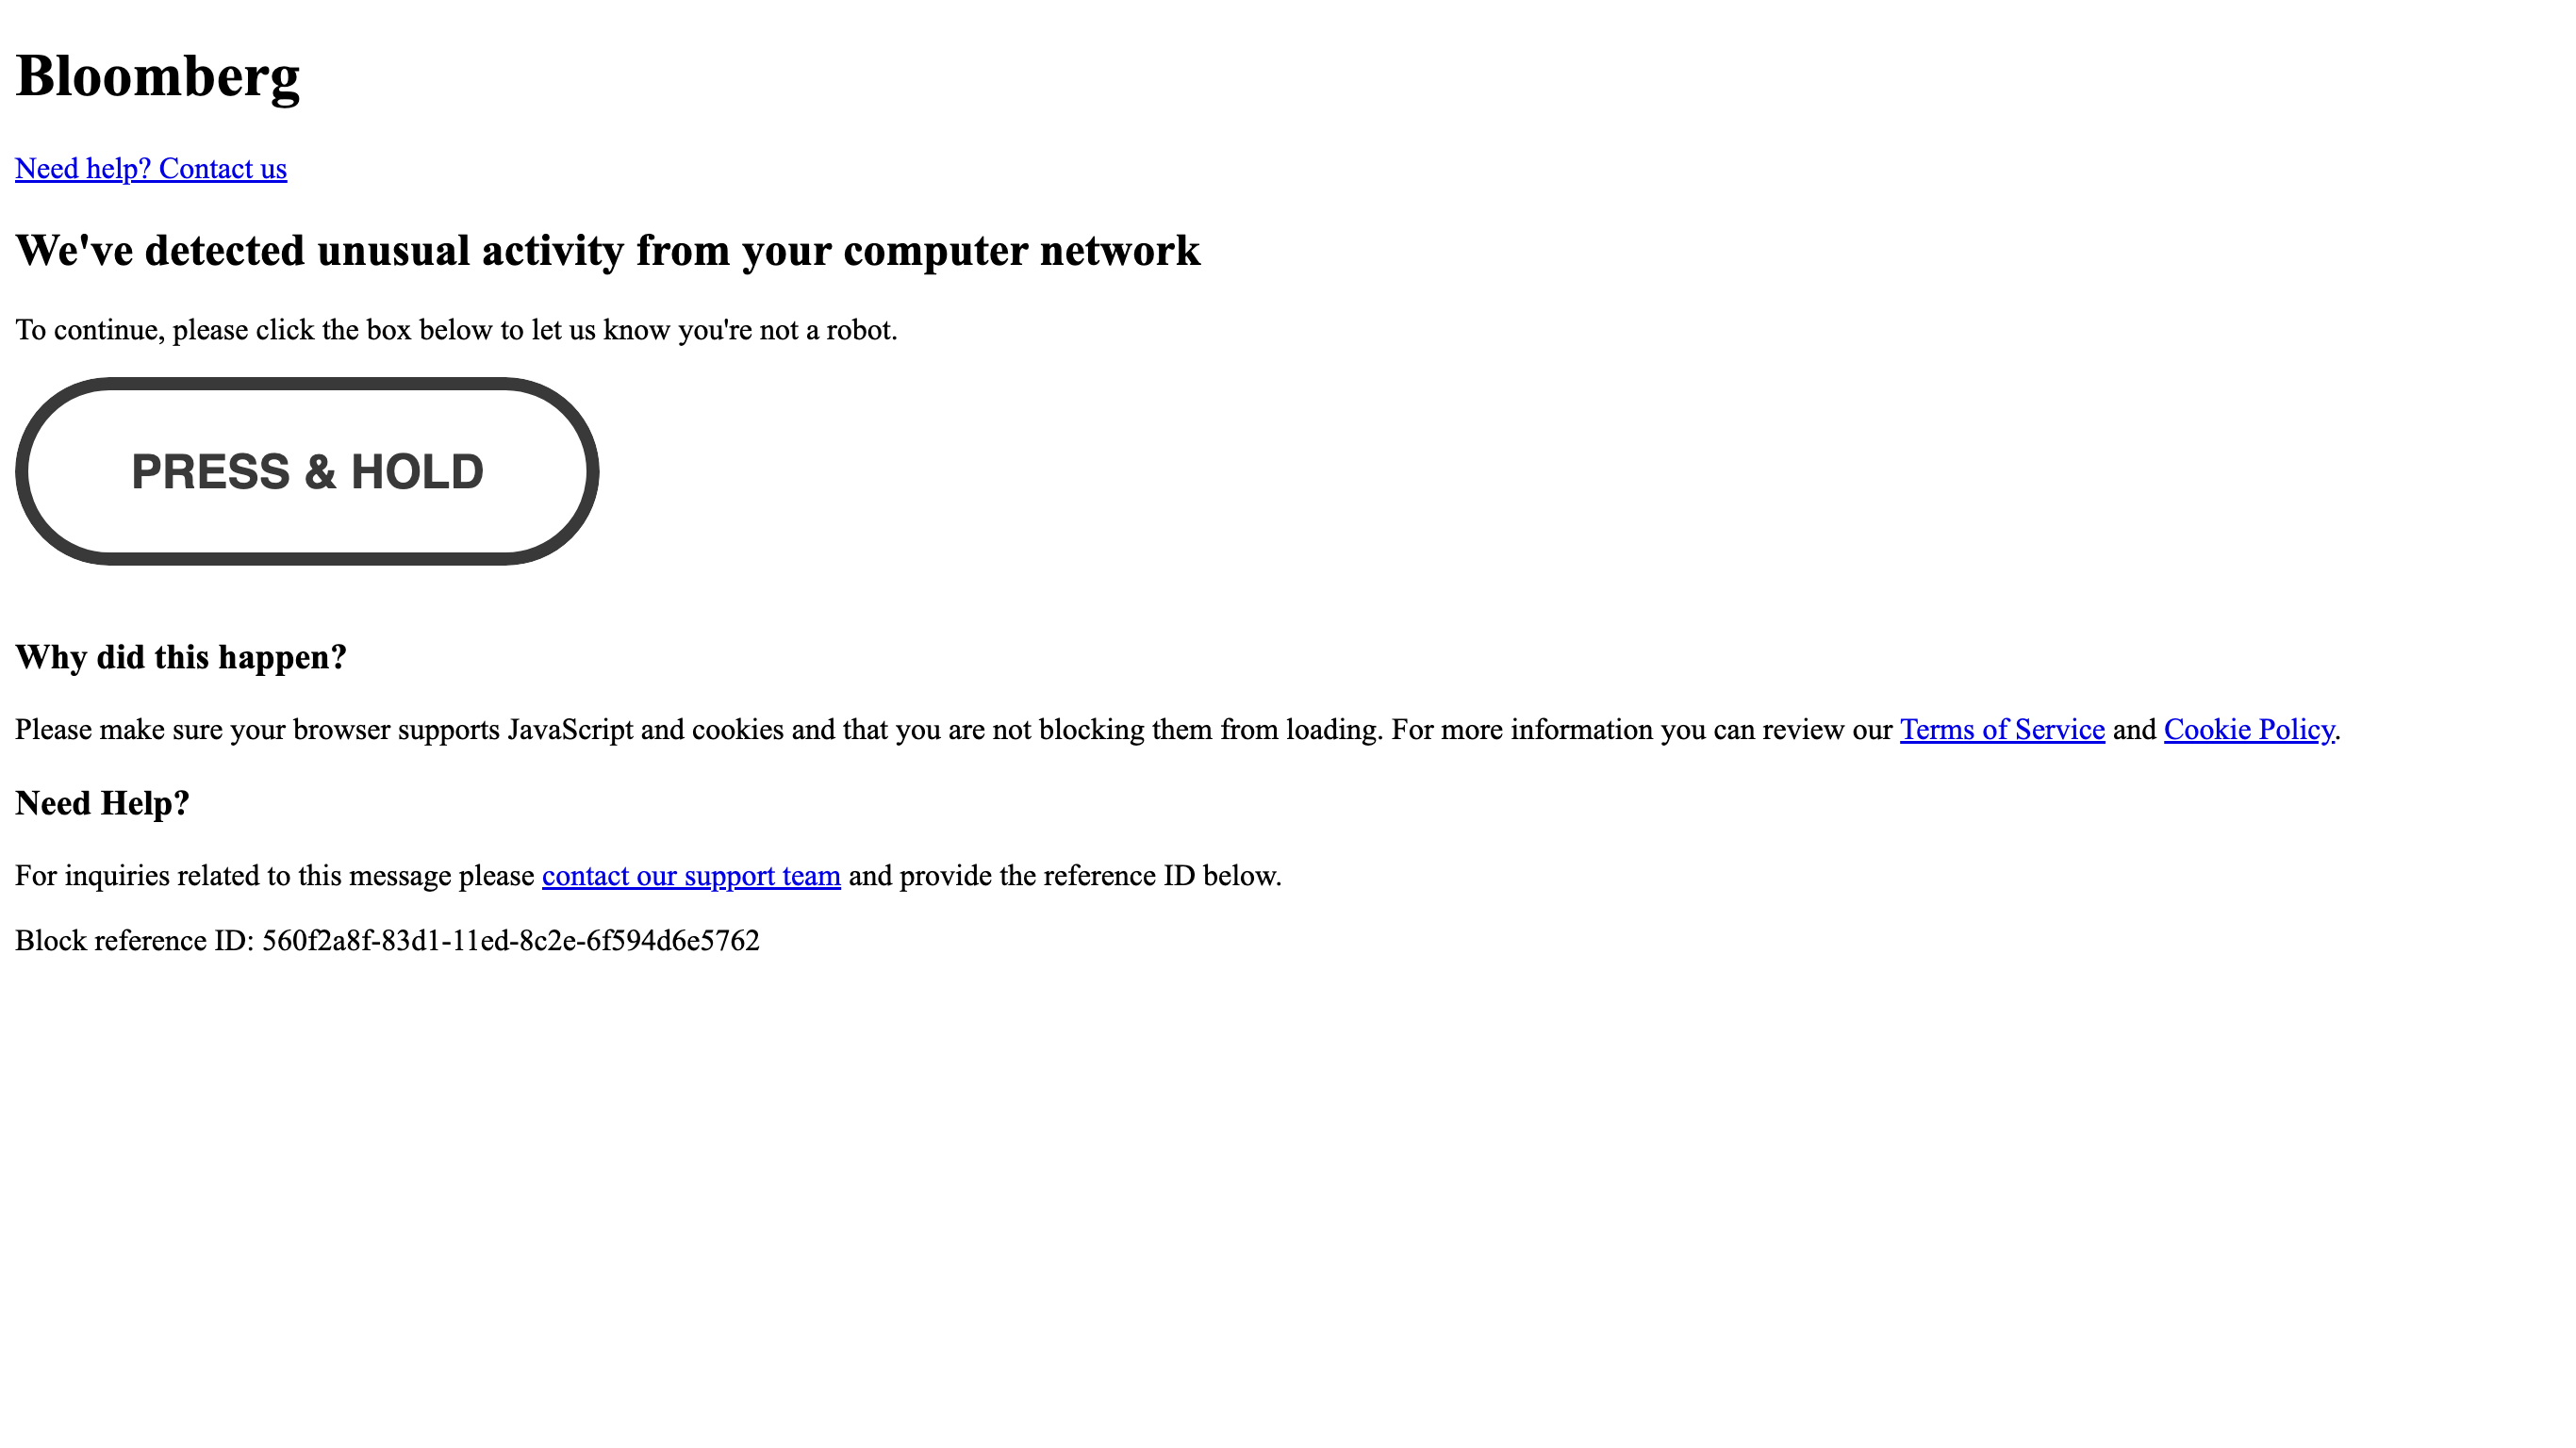 Bloomberg
Need help? Contact us
We've detected unusual activity from your computer network
To continue, please click the box below to let us know you're not a robot.
PRESS & HOLD
Why did this happen?
Please make sure your browser supports JavaScript and cookies and that you are not blocking them from loading. For more information you can review our Terms of Service and Cookie Policy.
Need Help?
For inquiries related to this message please contact our support team and provide the reference ID below.
Block reference ID: 560f2a8f-83d1-11ed-8c2e-6f594d6e5762